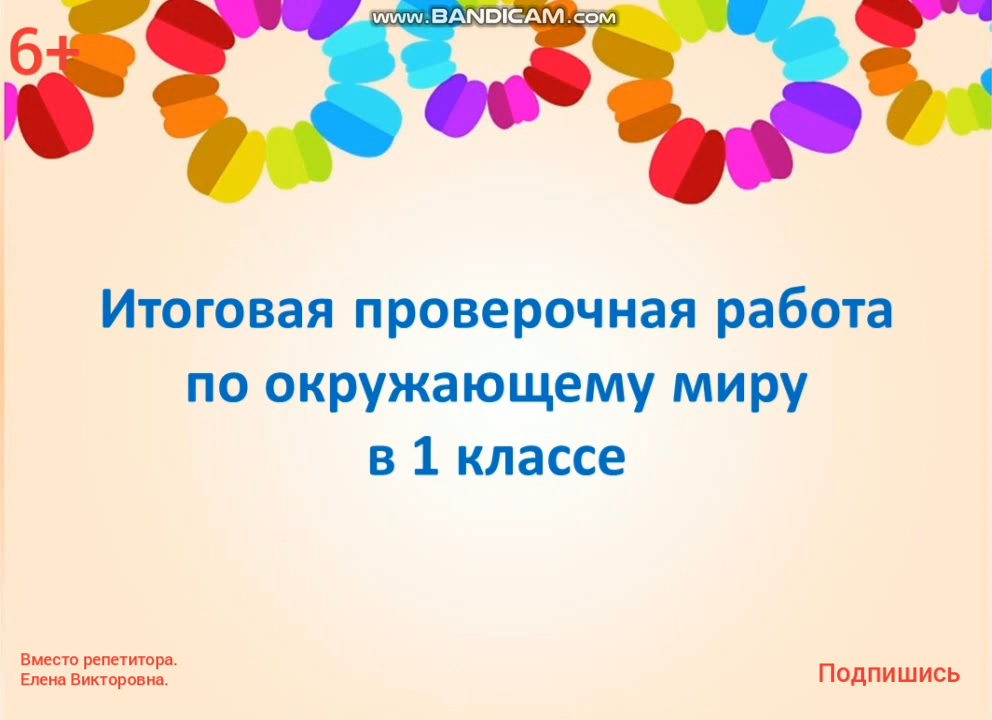 www.BANDICAM.com
6+
Итоговая проверочная работа
по окружающему миру
в 1 классе
Вместо репетитора.
Елена Викторовна.
Подпишись